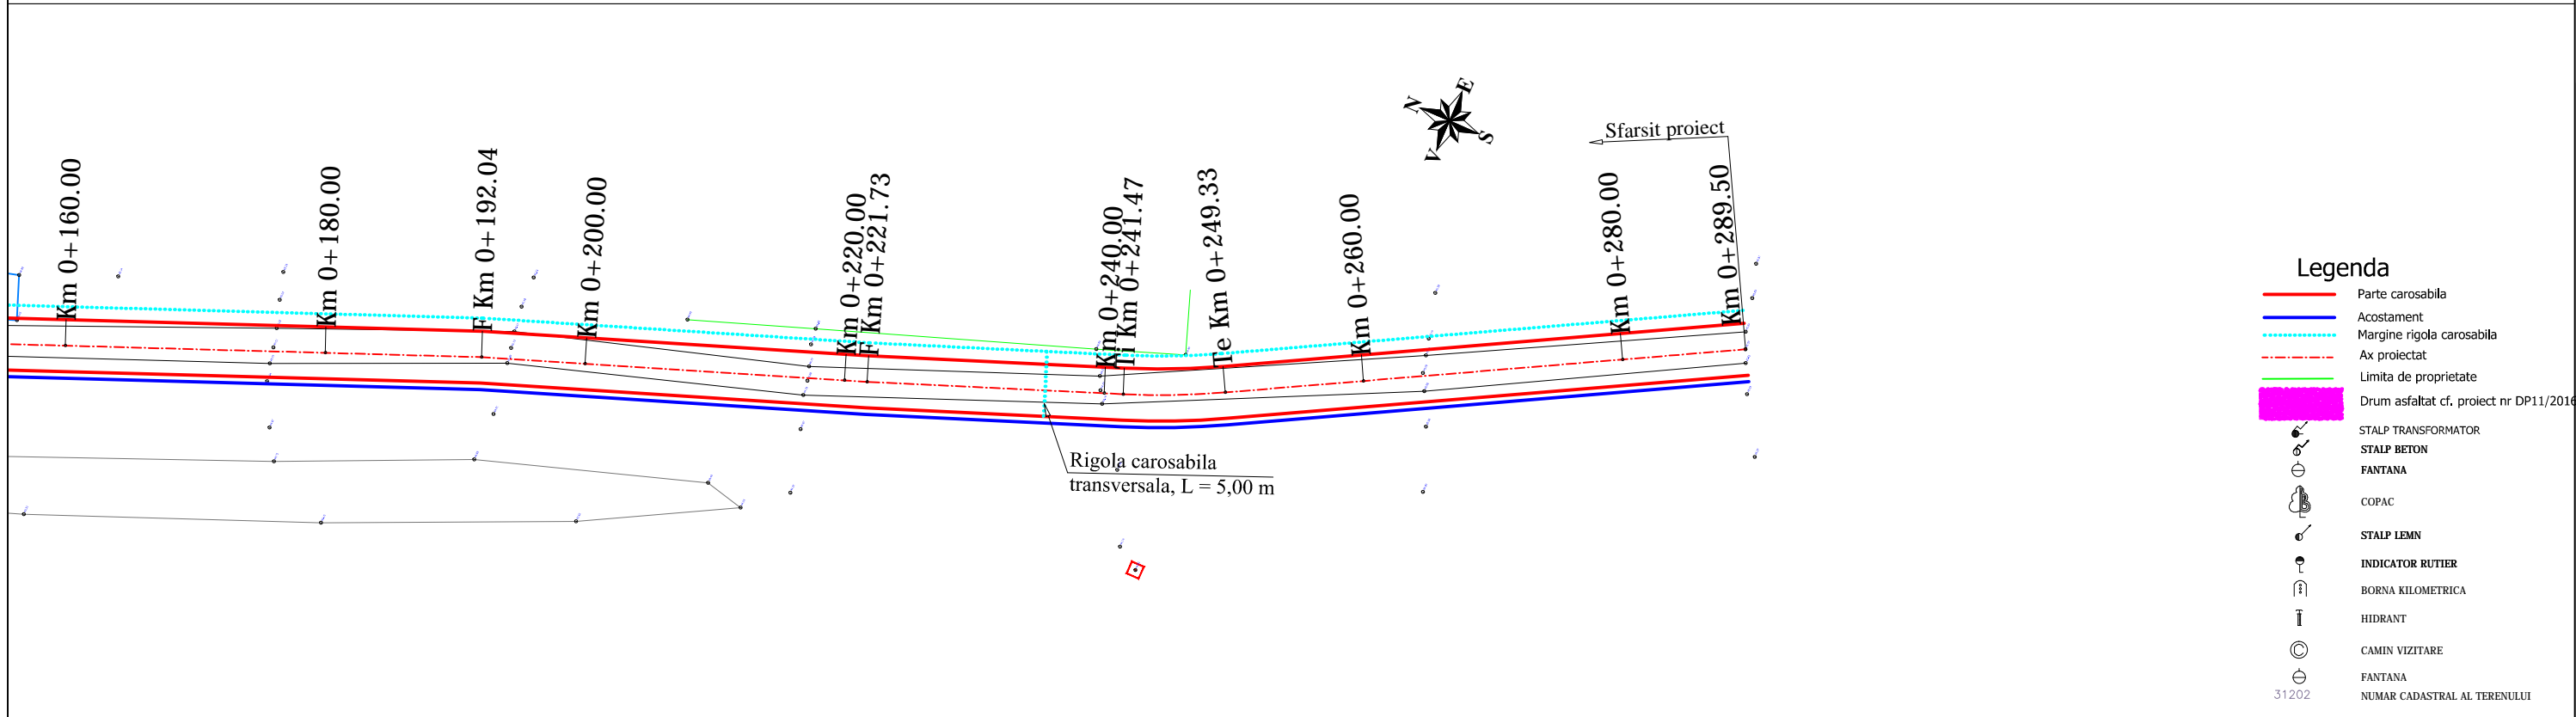 Km 0+160.00
Km 0+180.00
F Km 0+192.04
Km 0+200.00
Km 0+220.00
F Km 0+221.73
Km 0+240.00
Ti Km 0+241.47
Te Km 0+249.33
Km 0+260.00
Km 0+280.00
Km 0+289.50
N
E
S
V
Sfarsit proiect
Rigola carosabila
transversala, L = 5,00 m
Legenda
Parte carosabila
Acostament
Margine rigola carosabila
Ax proiectat
Limita de proprietate
Drum asfaltat cf. proiect nr DP11/2016
STALP TRANSFORMATOR
STALP BETON
FANTANA
COPAC
STALP LEMN
INDICATOR RUTIER
BORNA KILOMETRICA
HIDRANT
C CAMIN VIZITARE
FANTANA
31202 NUMAR CADASTRAL AL TERENULUI